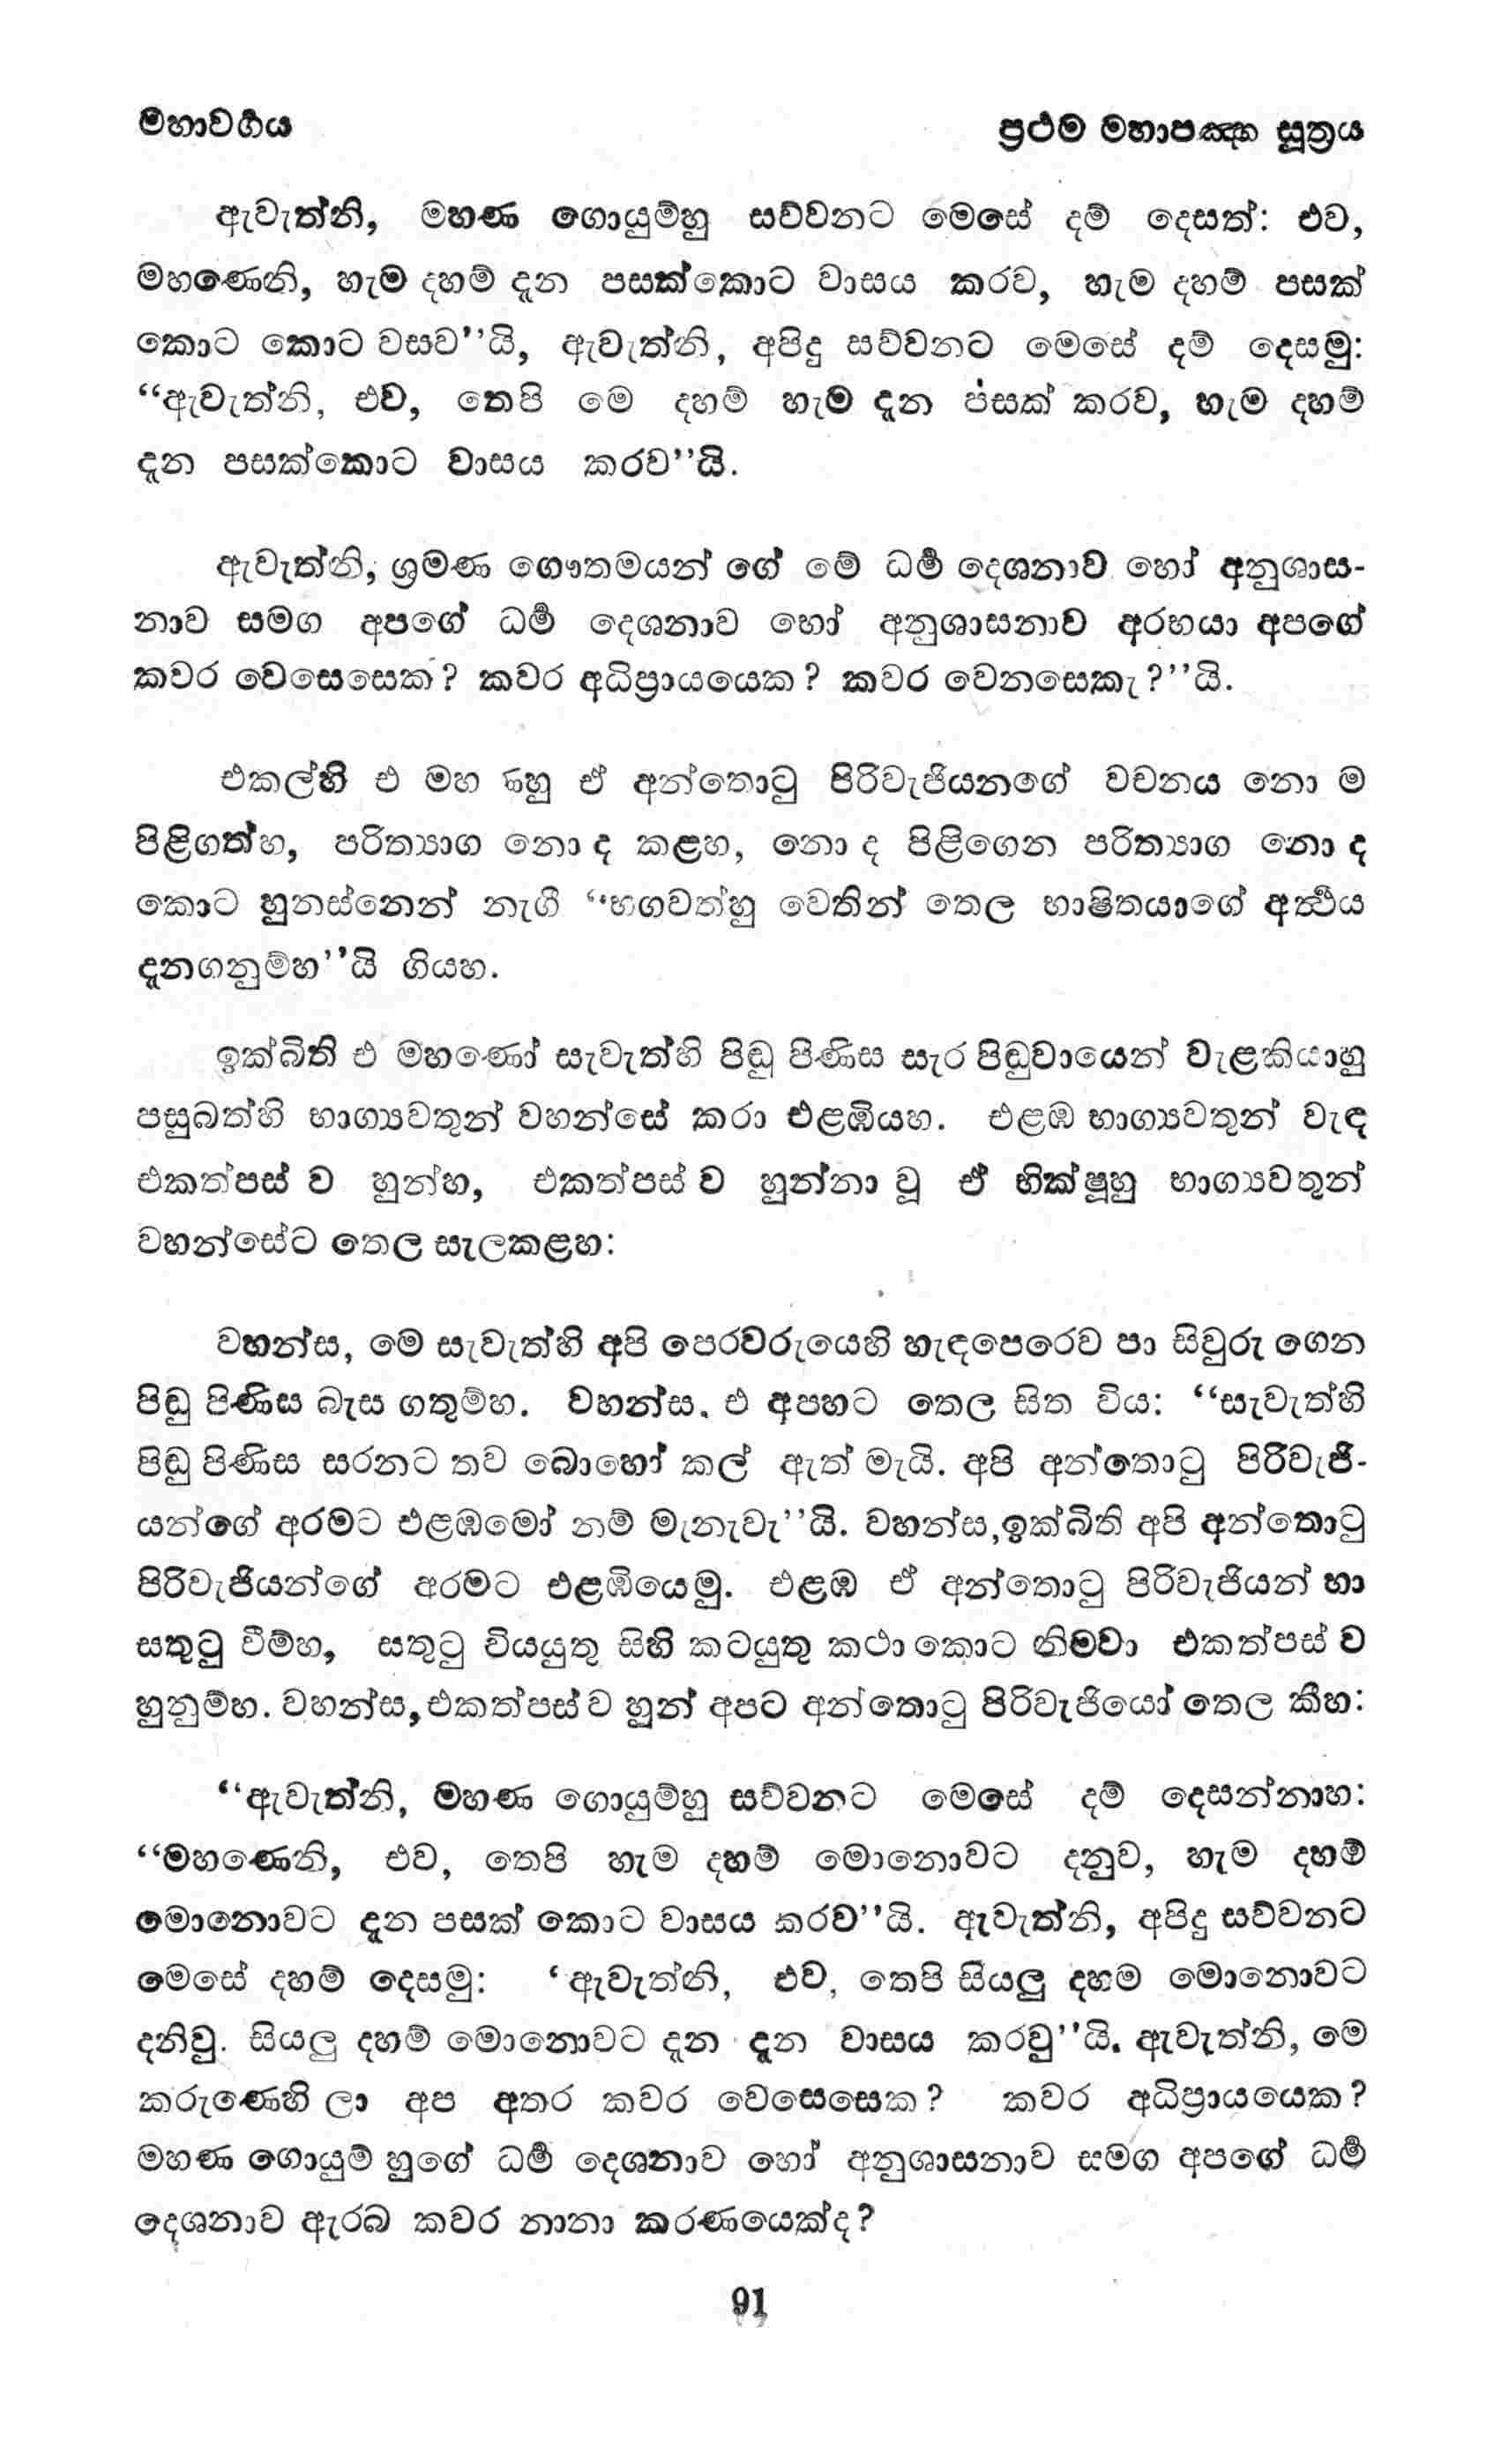 මහාවර්‍ගය
ප්‍රථම මහාපඤ්හ සූත්‍රය
ඇවැත්නි, මහණ ගොයුම්හු සව්වනට මෙසේ දම් දෙසත්: එව,
මහණෙනි, හැම දහම් දැන පසක්කොට වාසය කරව, හැම දහම් පසක්
කොට කොට වසව’’යි, ඇවැත්නි, අපිදු සව්වනට මෙසේ දම් දෙසමු:
‘‘ඇවැත්නි, එව, තෙපි මෙ දහම් හැම දැන පසක් කරව, හැම දහම්
දැන පසක්කොට වාසය කරව’’යි.
ඇවැත්නි, ශ්‍රමණ ගෞතමයන් ගේ මේ ධර්‍ම දෙශනාව හෝ අනුශාස-
නාව සමග අපගේ ධර්‍ම දෙශනාව හෝ අනුශාසනාව අරභයා අපගේ
කවර වෙසෙසෙක? කවර අධිප්‍රායයෙක? කවර වෙනසෙකැ?’’යි.
එකල්හි එ මහ ණහු ඒ අන්තොටු පිරිවැජියනගේ වචනය නො ම
පිළිගත්හ, පරිත්‍යාග නො ද කළහ, නො ද පිළිගෙන පරිත්‍යාග නො ද
කොට හුනස්නෙන් නැගී ‘‘භගවත්හු වෙතින් තෙල භාෂිතයාගේ අර්‍ත්‍ථය
දැනගනුම්හ’’යි ගියහ.
ඉක්බිති එ මහණෝ සැවැත්හි පිඬු පිණිස සැර පිඬුවායෙන් වැළකියාහු
පසුබත්හි භාග්‍යවතුන් වහන්සේ කරා එළඹියහ. එළඹ භාග්‍යවතුන් වැඳ
එකත්පස් ව හුන්හ, එකත්පස් ව හුන්නා වූ ඒ භික්ෂූහු භාග්‍යවතුන්
වහන්සේට තෙල සැලකළහ:
වහන්ස, මෙ සැවැත්හි අපි පෙරවරුයෙහි හැඳපෙරෙව පා සිවුරු ගෙන
පිඬු පිණිස බැස ගතුම්හ. වහන්ස. එ අපහට තෙල සිත විය: ‘‘සැවැත්හි
පිඬු පිණිස සරනට තව බොහෝ කල් ඇත් මැයි. අපි අන්තොටු පිරිවැජි-
යන්ගේ අරමට එළඹමෝ නම් මැනැවැ’’යි. වහන්ස,ඉක්බිති අපි අන්තොටු
පිරිවැජියන්ගේ අරමට එළඹියෙමු. එළඹ ඒ අන්තොටු පිරිවැජියන් හා
සතුටු වීම්හ, සතුටු වියයුතු සිහි කටයුතු කථා කොට නිමවා එකත්පස් ව
හුනුම්හ. වහන්ස,එකත්පස් ව හුන් අපට අන්තොටු පිරිවැජියෝ තෙල කීහ:
‘‘ඇවැත්නි, මහණ ගොයුම්හු සව්වනට මෙසේ දම් දෙසන්නාහ:
‘‘මහණෙනි, එව, තෙපි හැම දහම් මොනොවට දනුව, හැම දහම්
මොනොවට දැන පසක් කොට වාසය කරව’’යි. ඇවැත්නි, අපිදු සව්වනට
මෙසේ දහම් දෙසමු: ‘ඇවැත්නි, එව, තෙපි සියලු දහම මොනොවට
දනිවු. සියලු දහම් මොනොවට දැන දැන වාසය කරවු’’යි. ඇවැත්නි, මෙ
කරුණෙහි ලා අප අතර කවර වෙසෙසෙක? කවර අධිප්‍රායයෙක?
මහණ ගොයුම් හුගේ ධර්‍ම දෙශනාව හෝ අනුශාසනාව සමග අපගේ ධර්‍ම
දෙශනාව ඇරබ කවර නානා කරණයෙක්ද?
91